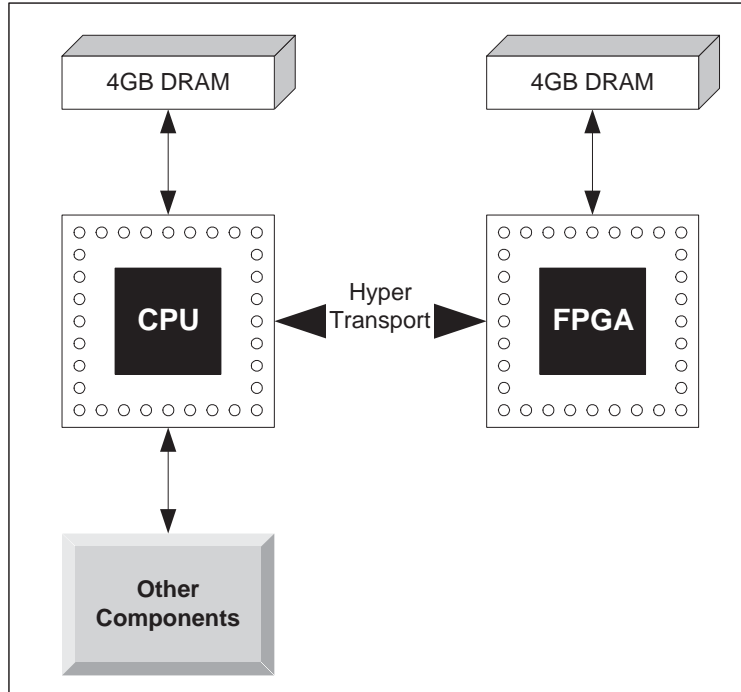 4GB DRAM
4GB DRAM
CPU
Hyper
Transport
FPGA
Other
Components